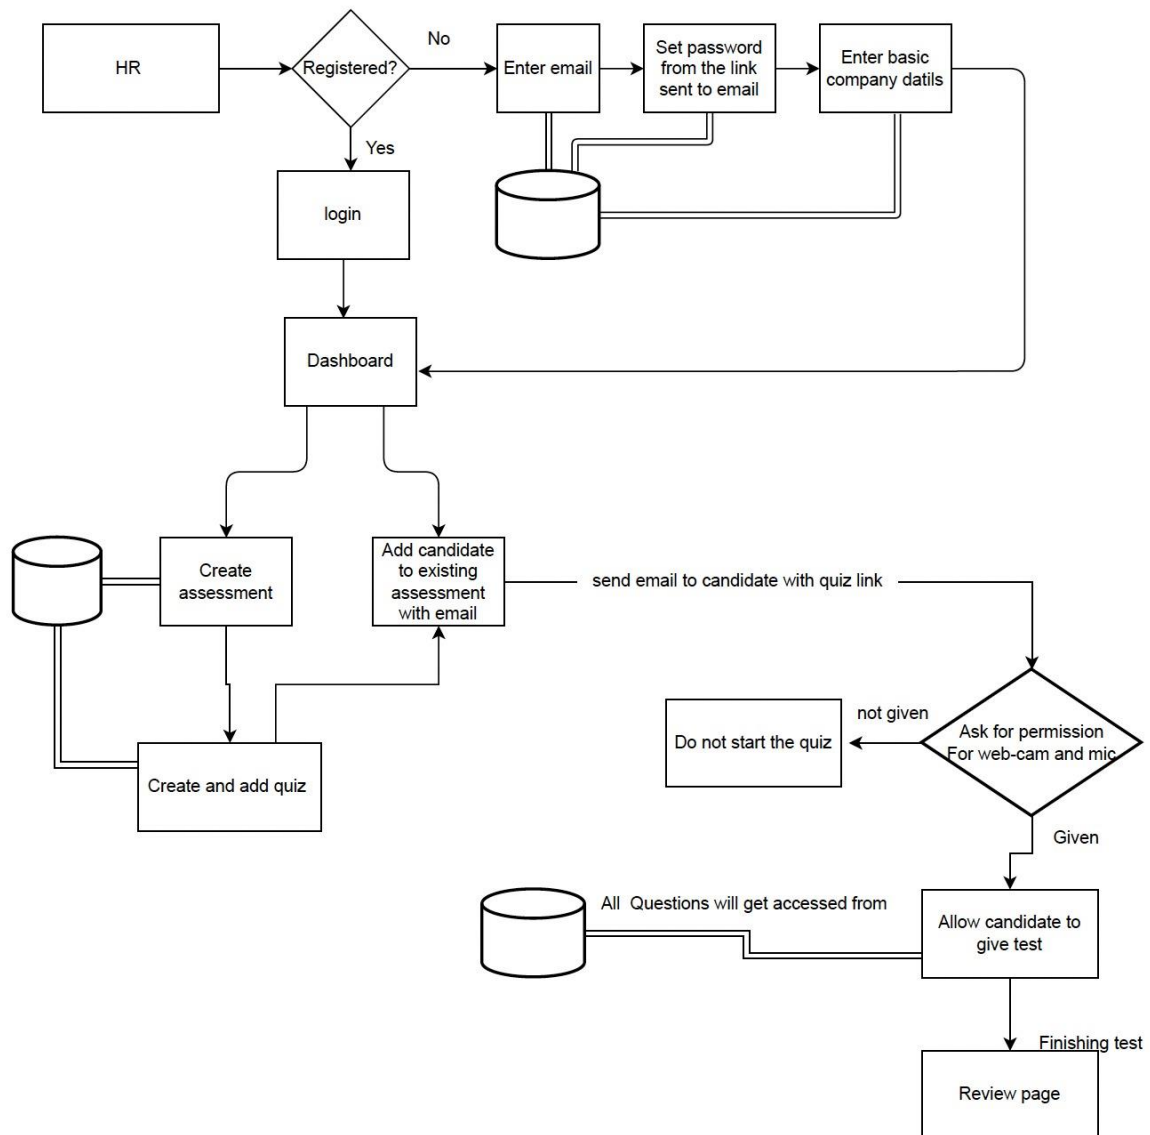 HR
Registered?
No
Enter email
Set password
from the link
sent to email
Enter basic
company datils
Yes
login
Dashboard
Create
assessment
Add candidate
to existing
assessment
with email
send email to candidate with quiz link
Create and add quiz
Do not start the quiz
not given
Ask for permission
For web-cam and mic
Given
All  Questions will get accessed from
Allow candidate to
give test
Finishing test
Review page